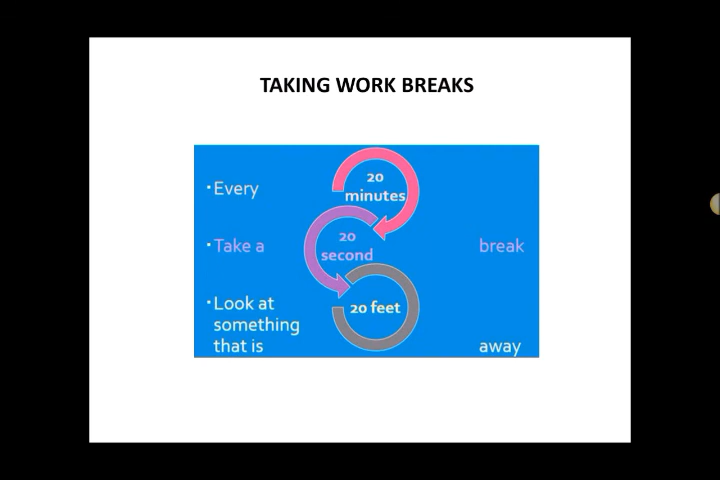 TAKING WORK BREAKS
▪Every 20 minutes
▪Take a 20 second break
▪Look at something that is 20 feet away